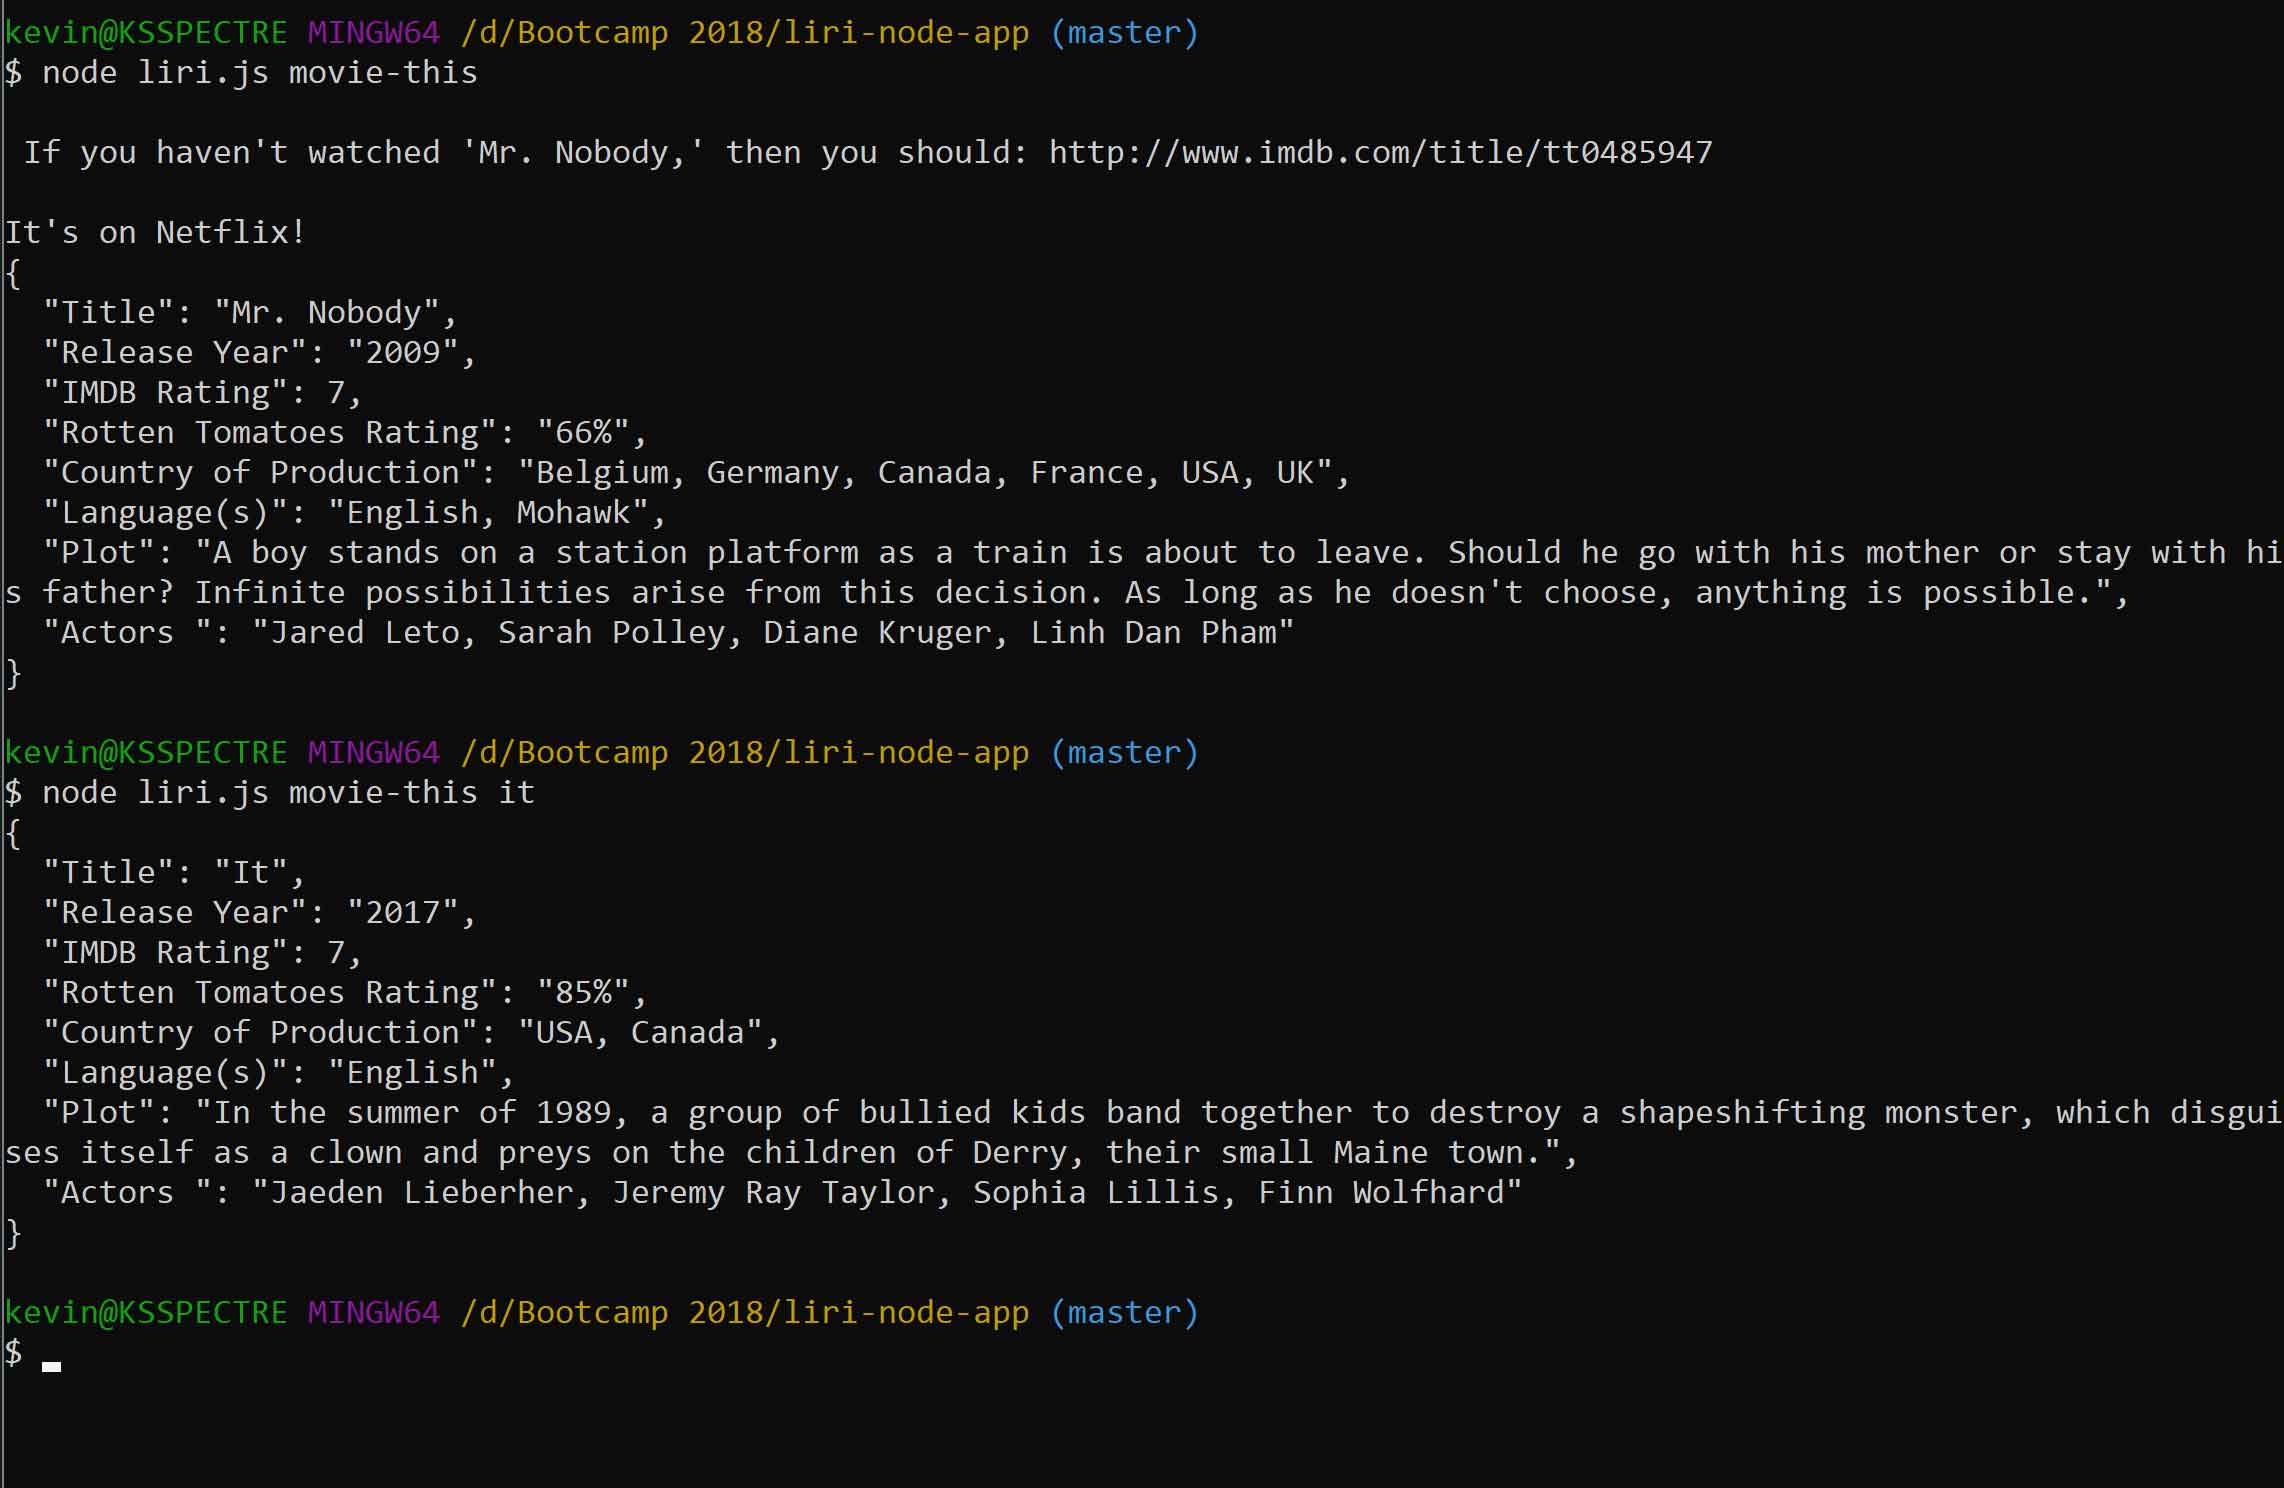 kevin@KSSPECTRE MINGW64 /d/Bootcamp 2018/liri-node-app (master)
$ node liri.js movie-this
If you haven't watched 'Mr. Nobody,' then you should: http://www.imdb.com/title/tt0485947
It's on Netflix!
{
"Title": "Mr. Nobody",
"Release Year": "2009",
"IMDB Rating": 7,
"Rotten Tomatoes Rating": "66%",
"Country of Production": "Belgium, Germany, Canada, France, USA, UK",
"Language(s)": "English, Mohawk",
"Plot": "A boy stands on a station platform as a train is about to leave. Should he go with his mother or stay with hi
s father? Infinite possibilities arise from this decision. As long as he doesn't choose, anything is possible.",
"Actors ": "Jared Leto, Sarah Polley, Diane Kruger, Linh Dan Pham"
}
kevin@KSSPECTRE MINGW64 /d/Bootcamp 2018/liri-node-app (master)
$ node liri.js movie-this it
{
"Title": "It",
"Release Year": "2017",
"IMDB Rating": 7,
"Rotten Tomatoes Rating": "85%",
"Country of Production": "USA, Canada",
"Language(s)": "English",
"Plot": "In the summer of 1989, a group of bullied kids band together to destroy a shapeshifting monster, which disgui
ses itself as a clown and preys on the children of Derry, their small Maine town.",
"Actors ": "Jaeden Lieberher, Jeremy Ray Taylor, Sophia Lillis, Finn Wolfhard"
}
kevin@KSSPECTRE MINGW64 /d/Bootcamp 2018/liri-node-app (master)
$